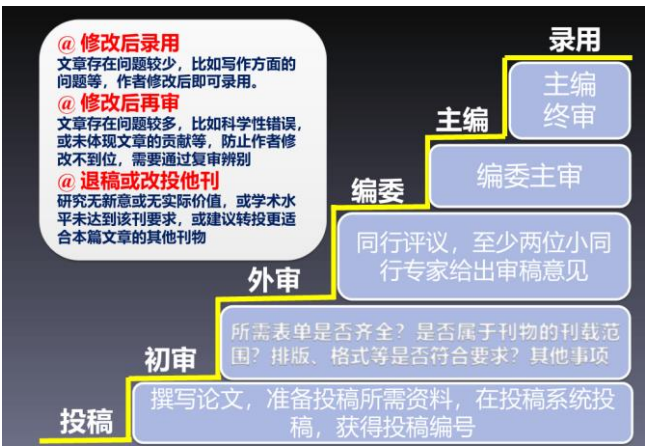 @ 修改后录用
文章存在问题较少，比如写作方面的
问题等，作者修改后即可录用。
@ 修改后再审
文章存在问题较多，比如科学性错误，
或未体现文章的贡献等，防止作者修
改不到位，需要通过复审辨别
@ 退稿或改投他刊
研究无新意或无实际价值，或学术水
平未达到该刊要求，或建议转投更适
合本篇文章的其他刊物
录用
主编
终审
主编
编委主审
编委
同行评议，至少两位小同
行专家给出审稿意见
外审
所需表单是否齐全？是否属于刊物的刊载范
围？排版、格式等是否符合要求？其他事项
初审
撰写论文，准备投稿所需资料，在投稿系统投
稿，获得投稿编号
投稿